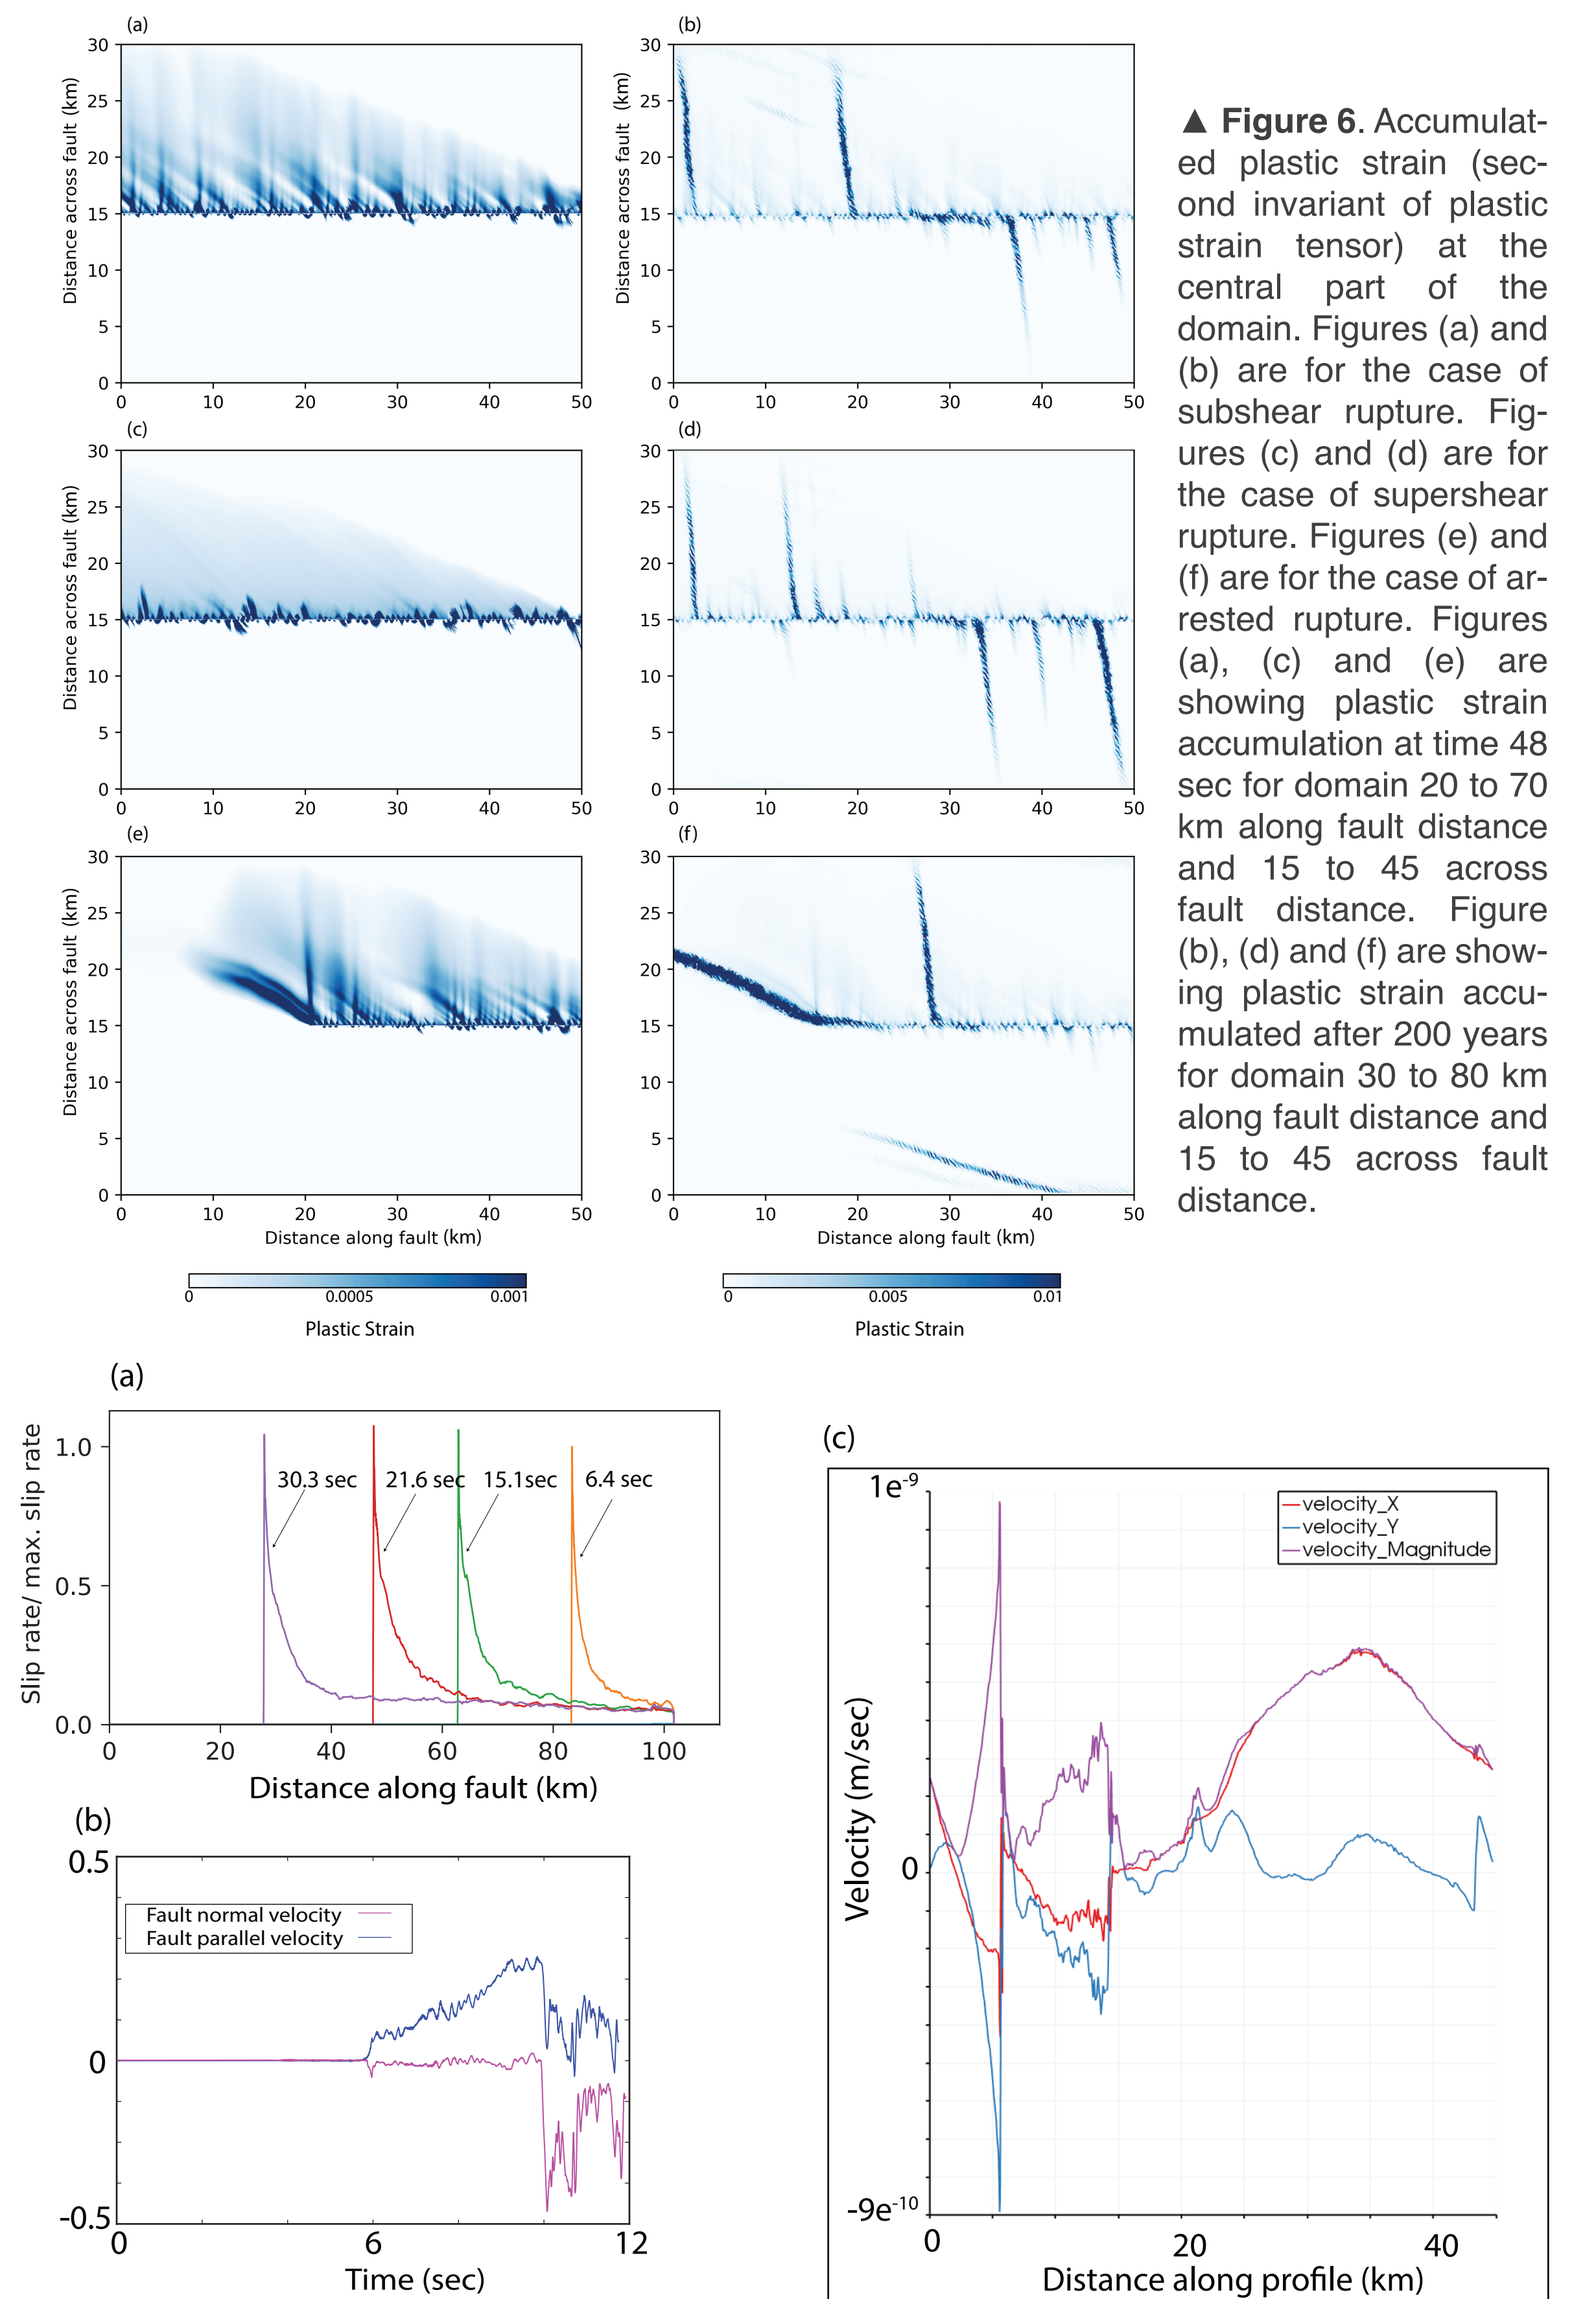 (a)
(b)
30
25
20
15
10
5
0
Distance across fault (km)
0 10 20 30 40 50
30
25
20
15
10
5
0
Distance across fault (km)
0 10 20 30 40 50
(c)
(d)
30
25
20
15
10
5
0
Distance across fault (km)
0 10 20 30 40 50
30
25
20
15
10
5
0
0 10 20 30 40 50
(e)
(f)
30
25
20
15
10
5
0
Distance across fault (km)
0 10 20 30 40 50
Distance along fault (km)
30
25
20
15
10
5
0
0 10 20 30 40 50
Distance along fault (km)
0 0.0005 0.001
Plastic Strain
0 0.005 0.01
Plastic Strain
▲ Figure 6. Accumulat-
ed plastic strain (sec-
ond invariant of plastic
strain tensor) at the
central part of the
domain. Figures (a) and
(b) are for the case of
subshear rupture. Fig-
ures (c) and (d) are for
the case of supershear
rupture. Figures (e) and
(f) are for the case of ar-
rested rupture. Figures
(a), (c) and (e) are
showing plastic strain
accumulation at time 48
sec for domain 20 to 70
km along fault distance
and 15 to 45 across
fault distance. Figure
(b), (d) and (f) are show-
ing plastic strain accu-
mulated after 200 years
for domain 30 to 80 km
along fault distance and
15 to 45 across fault
distance.
(a)
Slip rate/ max. slip rate
1.0
0.5
0.0
30.3 sec
21.6 sec
15.1sec
6.4 sec
0 20 40 60 80 100
Distance along fault (km)
(b)
0.5
0
-0.5
Fault normal velocity
Fault parallel velocity
0 6 12
Time (sec)
(c)
1e-9
0
-9e-10
Velocity (m/sec)
velocity_X
velocity_Y
velocity_Magnitude
0 20 40
Distance along profile (km)